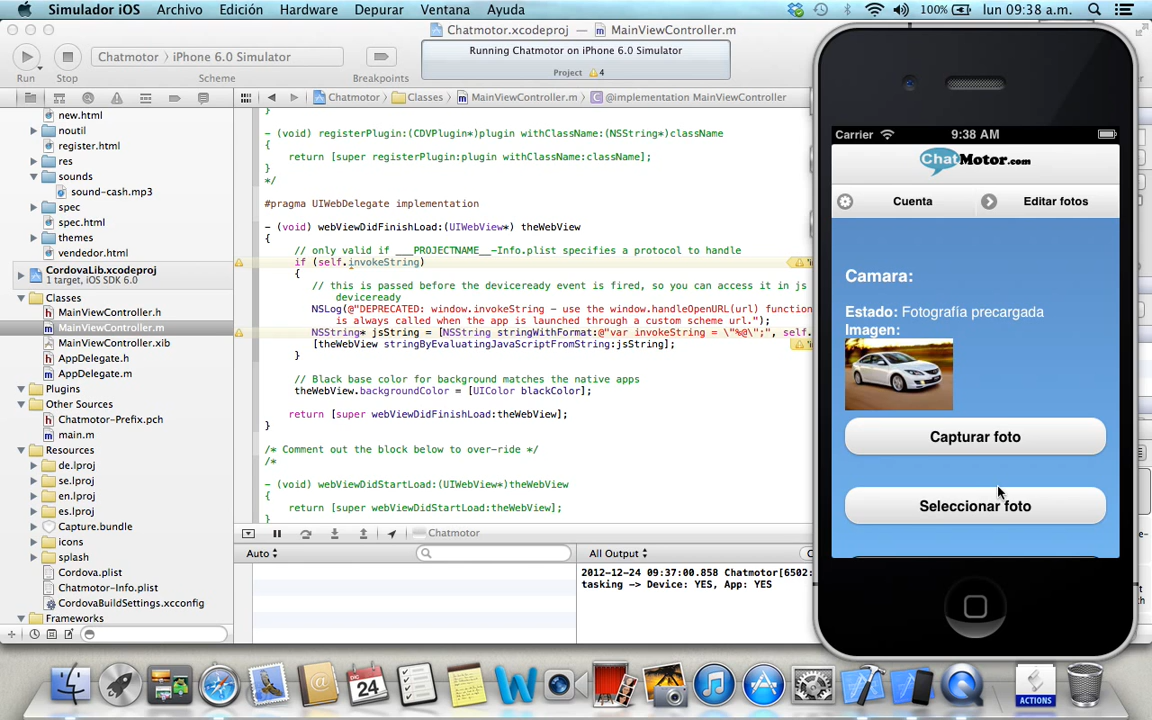 Simulador iOS Archivo Edición Hardware Depurar Ventana Ayuda 100% lun 09:38 a.m.
Chatmotor.xcodeproj — MainViewController.m
Chatmotor › iPhone 6.0 Simulator
Running Chatmotor on iPhone 6.0 Simulator
Project 4
Run Stop Scheme Breakpoints
Chatmotor Classes MainViewController.m @implementation MainViewController
new.html
noutil
register.html
res
sounds
sound-cash.mp3
spec
spec.html
themes
vendedor.html
CordovaLib.xcodeproj
1 target, iOS SDK 6.0
Classes
MainViewController.h
MainViewController.m
MainViewController.xib
AppDelegate.h
AppDelegate.m
Plugins
Other Sources
Chatmotor-Prefix.pch
main.m
Resources
de.lproj
se.lproj
en.lproj
es.lproj
Capture.bundle
icons
splash
Cordova.plist
Chatmotor-Info.plist
CordovaBuildSettings.xcconfig
Frameworks
}
- (void) registerPlugin:(CDVPlugin*)plugin withClassName:(NSString*)className
{
return [super registerPlugin:plugin withClassName:className];
}
*/
#pragma UIWebDelegate implementation
- (void) webViewDidFinishLoad:(UIWebView*) theWebView
{
// only valid if ___PROJECTNAME__-Info.plist specifies a protocol to handle
if (self.invokeString)
{
// this is passed before the deviceready event is fired, so you can access it in js
deviceready
NSLog(@"DEPRECATED: window.invokeString - use the window.handleOpenURL(url) function
is always called when the app is launched through a custom scheme url.");
NSString* jsString = [NSString stringWithFormat:@"var invokeString = \"%@\";", self.
[theWebView stringByEvaluatingJavaScriptFromString:jsString];
}
// Black base color for background matches the native apps
theWebView.backgroundColor = [UIColor blackColor];
return [super webViewDidFinishLoad:theWebView];
/* Comment out the block below to over-ride */
/*
- (void) webViewDidStartLoad:(UIWebView*)theWebView
{
return [super webViewDidStartLoad:theWebView];
Chatmotor
Auto
All Output
2012-12-24 09:37:00.858 Chatmotor[6502:
tasking -> Device: YES, App: YES
Carrier 9:38 AM
ChatMotor.com
Cuenta Editar fotos
Camara:
Estado: Fotografía precargada
Imagen:
Capturar foto
Seleccionar foto
DIC
24
ACTIONS